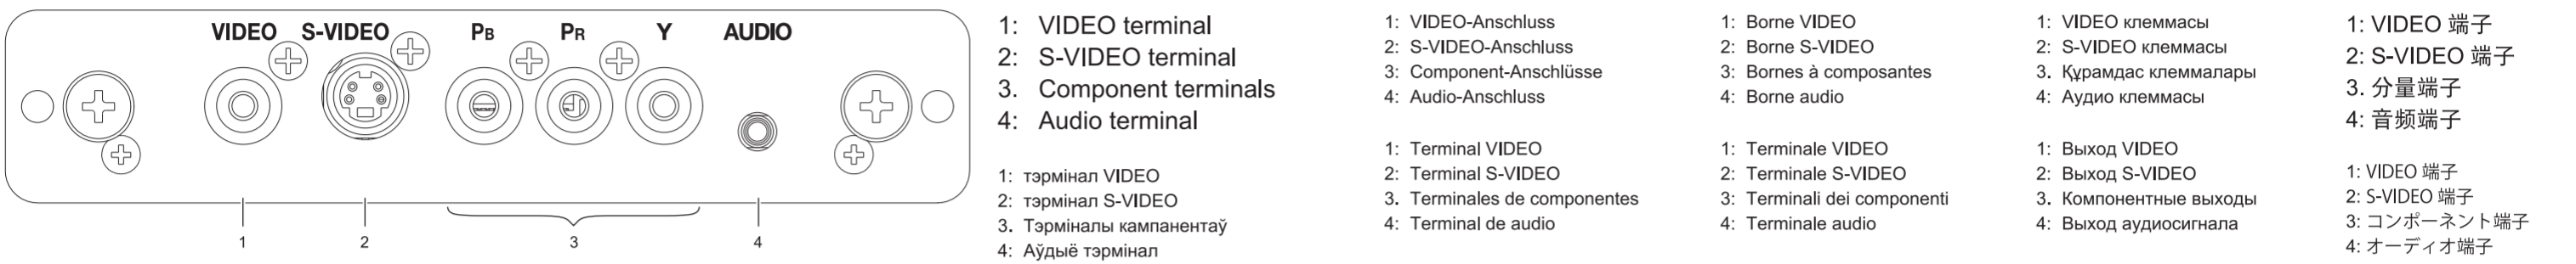 VIDEO S-VIDEO PB PR Y AUDIO
1 2 3 4
1: VIDEO terminal
2: S-VIDEO terminal
3. Component terminals
4: Audio terminal
1: тэрмінал VIDEO
2: тэрмінал S-VIDEO
3. Тэрміналы кампанентаў
4: Аўдыё тэрмінал
1: VIDEO-Anschluss
2: S-VIDEO-Anschluss
3: Component-Anschlüsse
4: Audio-Anschluss
1: Terminal VIDEO
2: Terminal S-VIDEO
3. Terminales de componentes
4: Terminal de audio
1: Borne VIDEO
2: Borne S-VIDEO
3: Bornes à composantes
4: Borne audio
1: Terminale VIDEO
2: Terminale S-VIDEO
3: Terminali dei componenti
4: Terminale audio
1: VIDEO клеммасы
2: S-VIDEO клеммасы
3. Құрамдас клеммалары
4: Аудио клеммасы
1: Выход VIDEO
2: Выход S-VIDEO
3. Компонентные выходы
4: Выход аудиосигнала
1: VIDEO 端子
2: S-VIDEO 端子
3. 分量端子
4: 音频端子
1: VIDEO 端子
2: S-VIDEO 端子
3: コンポーネント端子
4: オーディオ端子